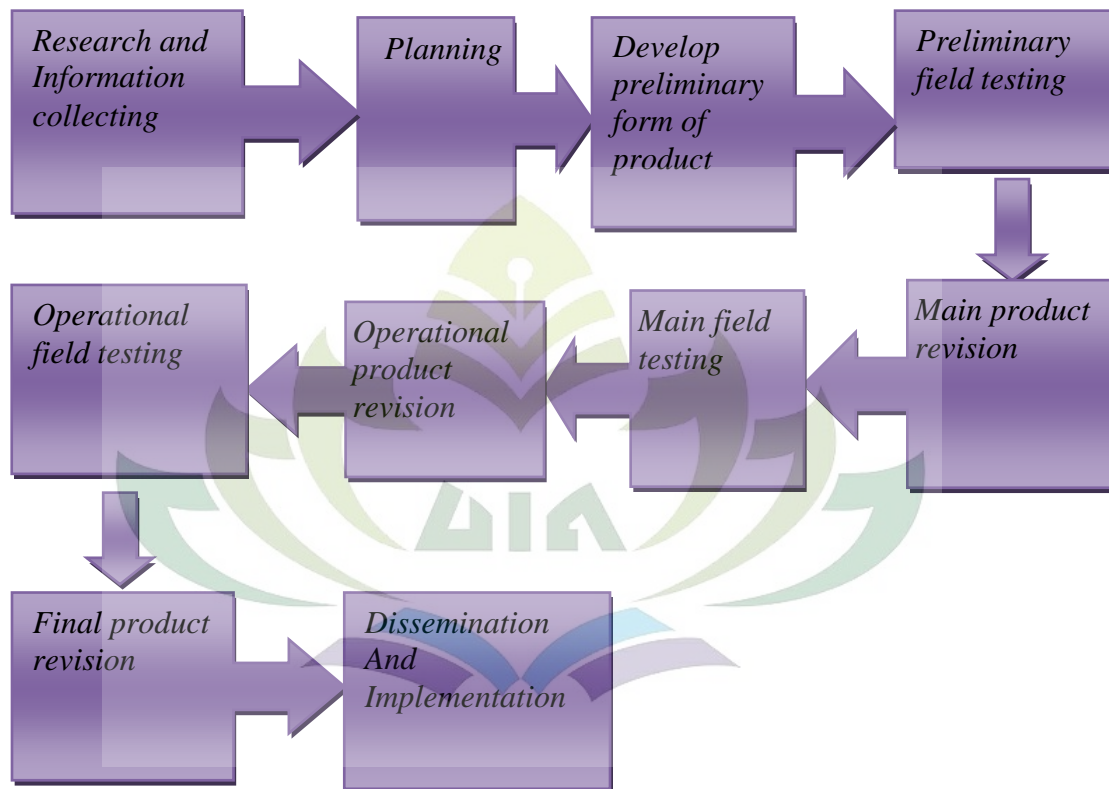 Research and
Information
collecting
Planning
Develop
preliminary
form of
product
Preliminary
field testing
Main product
revision
Main field
testing
Operational
product
revision
Operational
field testing
Final product
revision
Dissemination
And
Implementation
UIN